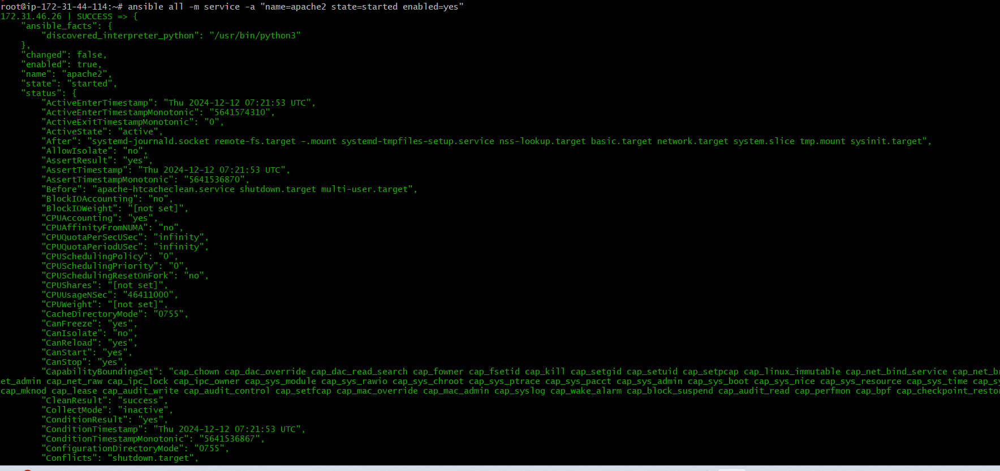 root@ip-172-31-44-114:~# ansible all -m service -a "name=apache2 state=started enabled=yes"
172.31.46.26 | SUCCESS => {
    "ansible_facts": {
        "discovered_interpreter_python": "/usr/bin/python3"
    },
    "changed": false,
    "enabled": true,
    "name": "apache2",
    "state": "started",
    "status": {
        "ActiveEnterTimestamp": "Thu 2024-12-12 07:21:53 UTC",
        "ActiveEnterTimestampMonotonic": "5641574310",
        "ActiveExitTimestampMonotonic": "0",
        "ActiveState": "active",
        "After": "systemd-journald.socket remote-fs.target -.mount systemd-tmpfiles-setup.service nss-lookup.target basic.target network.target system.slice tmp.mount sysinit.target",
        "AllowIsolate": "no",
        "AssertResult": "yes",
        "AssertTimestamp": "Thu 2024-12-12 07:21:53 UTC",
        "AssertTimestampMonotonic": "5641536870",
        "Before": "apache-htcacheclean.service shutdown.target multi-user.target",
        "BlockIOAccounting": "no",
        "BlockIOWeight": "[not set]",
        "CPUAccounting": "yes",
        "CPUAffinityFromNUMA": "no",
        "CPUQuotaPerSecUSec": "infinity",
        "CPUQuotaPeriodUSec": "infinity",
        "CPUSchedulingPolicy": "0",
        "CPUSchedulingPriority": "0",
        "CPUSchedulingResetOnFork": "no",
        "CPUShares": "[not set]",
        "CPUUsageNSec": "46411000",
        "CPUWeight": "[not set]",
        "CacheDirectoryMode": "0755",
        "CanFreeze": "yes",
        "CanIsolate": "no",
        "CanReload": "yes",
        "CanStart": "yes",
        "CanStop": "yes",
        "CapabilityBoundingSet": "cap_chown cap_dac_override cap_dac_read_search cap_fowner cap_fsetid cap_kill cap_setgid cap_setuid cap_setpcap cap_linux_immutable cap_net_bind_service cap_net_br
et_admin cap_net_raw cap_ipc_lock cap_ipc_owner cap_sys_module cap_sys_rawio cap_sys_chroot cap_sys_ptrace cap_sys_pacct cap_sys_admin cap_sys_boot cap_sys_nice cap_sys_resource cap_sys_time cap_sy
cap_mknod cap_lease cap_audit_write cap_audit_control cap_setfcap cap_mac_override cap_mac_admin cap_syslog cap_wake_alarm cap_block_suspend cap_audit_read cap_perfmon cap_bpf cap_checkpoint_restor
        "CleanResult": "success",
        "CollectMode": "inactive",
        "ConditionResult": "yes",
        "ConditionTimestamp": "Thu 2024-12-12 07:21:53 UTC",
        "ConditionTimestampMonotonic": "5641536867",
        "ConfigurationDirectoryMode": "0755",
        "Conflicts": "shutdown.target",